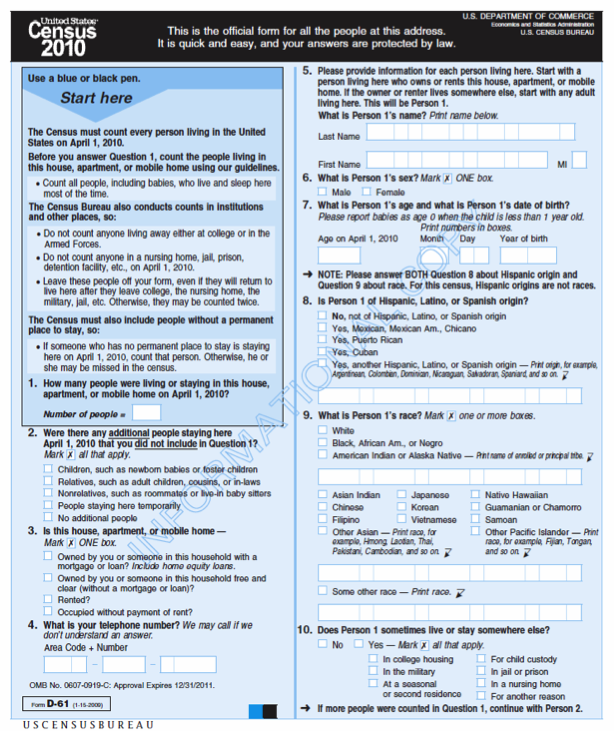 United States®
Census
2010
This is the official form for all the people at this address.
It is quick and easy, and your answers are protected by law.
U.S. DEPARTMENT OF COMMERCE
Economics and Statistics Administration
U.S. CENSUS BUREAU
Use a blue or black pen.
Start here
The Census must count every person living in the United
States on April 1, 2010.
Before you answer Question 1, count the people living in
this house, apartment, or mobile home using our guidelines.
• Count all people, including babies, who live and sleep here
most of the time.
The Census Bureau also conducts counts in institutions
and other places, so:
• Do not count anyone living away either at college or in the
Armed Forces.
• Do not count anyone in a nursing home, jail, prison,
detention facility, etc., on April 1, 2010.
• Leave these people off your form, even if they will return to
live here after they leave college, the nursing home, the
military, jail, etc. Otherwise, they may be counted twice.
The Census must also include people without a permanent
place to stay, so:
• If someone who has no permanent place to stay is staying
here on April 1, 2010, count that person. Otherwise, he or
she may be missed in the census.
1. How many people were living or staying in this house,
apartment, or mobile home on April 1, 2010?
Number of people =
2. Were there any additional people staying here
April 1, 2010 that you did not include in Question 1?
Mark X all that apply.
Children, such as newborn babies or foster children
Relatives, such as adult children, cousins, or in-laws
Nonrelatives, such as roommates or live-in baby sitters
People staying here temporarily
No additional people
3. Is this house, apartment, or mobile home —
Mark X ONE box.
Owned by you or someone in this household with a
mortgage or loan? Include home equity loans.
Owned by you or someone in this household free and
clear (without a mortgage or loan)?
Rented?
Occupied without payment of rent?
4. What is your telephone number? We may call if we
don't understand an answer.
Area Code + Number
– –
OMB No. 0607-0919-C: Approval Expires 12/31/2011.
Form D-61 (1-15-2009)
5. Please provide information for each person living here. Start with a
person living here who owns or rents this house, apartment, or mobile
home. If the owner or renter lives somewhere else, start with any adult
living here. This will be Person 1.
What is Person 1's name? Print name below.
Last Name
First Name MI
6. What is Person 1's sex? Mark X ONE box.
Male Female
7. What is Person 1's age and what is Person 1's date of birth?
Please report babies as age 0 when the child is less than 1 year old.
Print numbers in boxes.
Age on April 1, 2010 Month Day Year of birth
➔ NOTE: Please answer BOTH Question 8 about Hispanic origin and
Question 9 about race. For this census, Hispanic origins are not races.
8. Is Person 1 of Hispanic, Latino, or Spanish origin?
No, not of Hispanic, Latino, or Spanish origin
Yes, Mexican, Mexican Am., Chicano
Yes, Puerto Rican
Yes, Cuban
Yes, another Hispanic, Latino, or Spanish origin — Print origin, for example,
Argentinean, Colombian, Dominican, Nicaraguan, Salvadoran, Spaniard, and so on.
9. What is Person 1's race? Mark X one or more boxes.
White
Black, African Am., or Negro
American Indian or Alaska Native — Print name of enrolled or principal tribe.
Asian Indian Japanese Native Hawaiian
Chinese Korean Guamanian or Chamorro
Filipino Vietnamese Samoan
Other Asian — Print race, for
example, Hmong, Laotian, Thai,
Pakistani, Cambodian, and so on.
Other Pacific Islander — Print
race, for example, Fijian, Tongan,
and so on.
Some other race — Print race.
10. Does Person 1 sometimes live or stay somewhere else?
No Yes — Mark X all that apply.
In college housing For child custody
In the military In jail or prison
At a seasonal In a nursing home
or second residence For another reason
➔ If more people were counted in Question 1, continue with Person 2.
INFORMATIONAL COPY
USCENSUSBUREAU